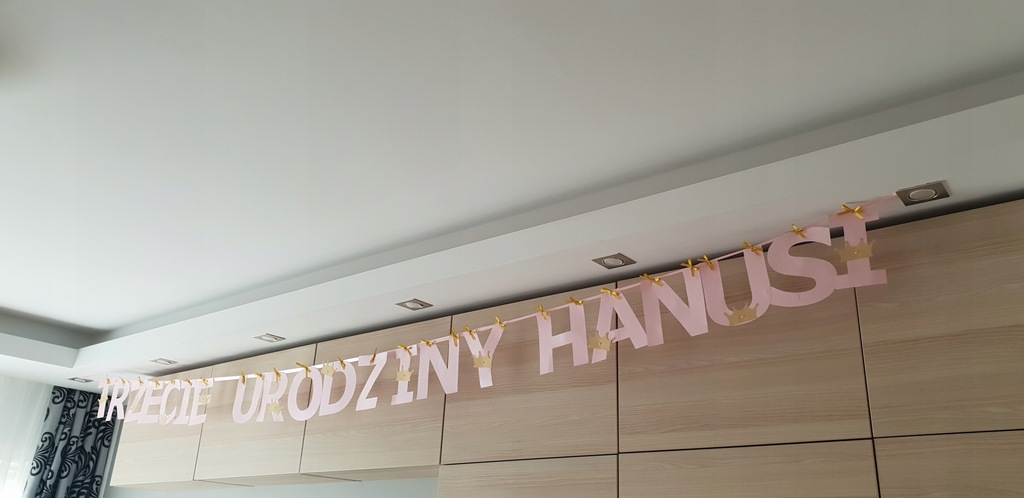 TRZECIE URODZINY HANUSI